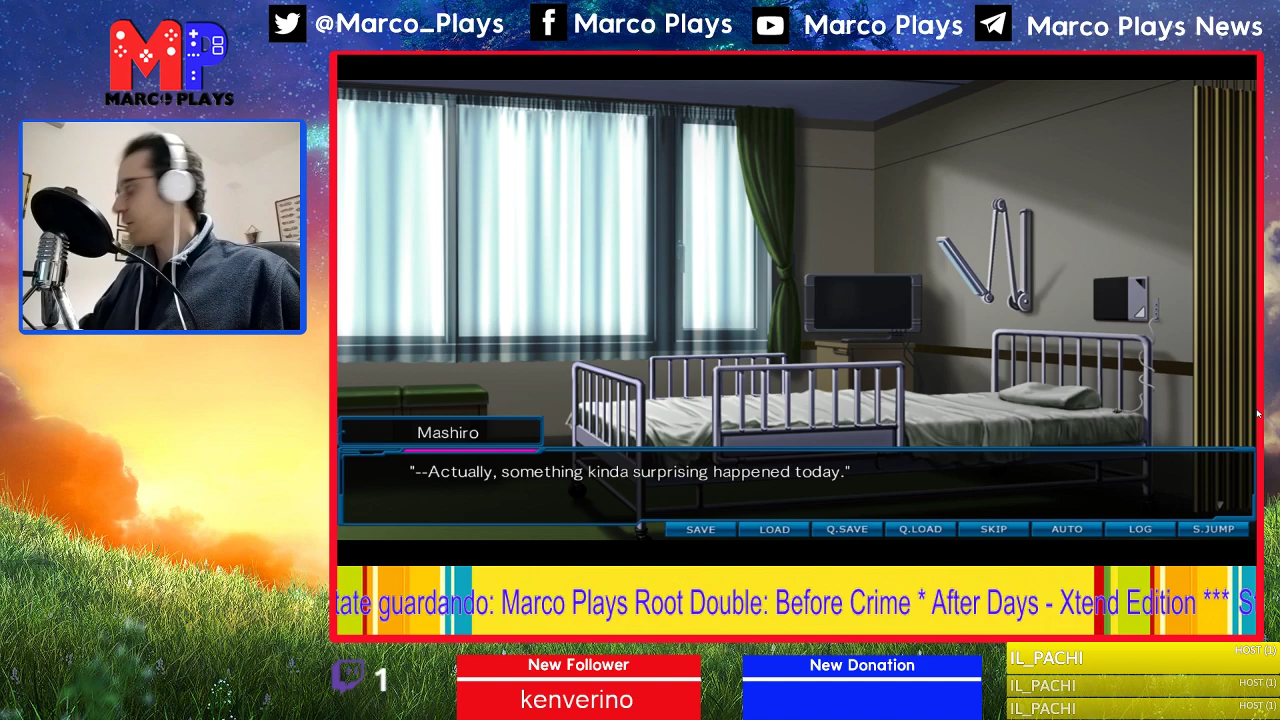 @Marco_Plays
Marco Plays
Marco Plays
Marco Plays News
MP
MARCO PLAYS
Mashiro
"--Actually, something kinda surprising happened today."
SAVE
LOAD
Q.SAVE
Q.LOAD
SKIP
AUTO
LOG
S.JUMP
guardando: Marco Plays Root Double: Before Crime * After Days - Xtend Edition ***
1
New Follower
kenverino
New Donation
IL_PACHI
HOST (1)
IL_PACHI
HOST (1)
IL_PACHI
HOST (1)